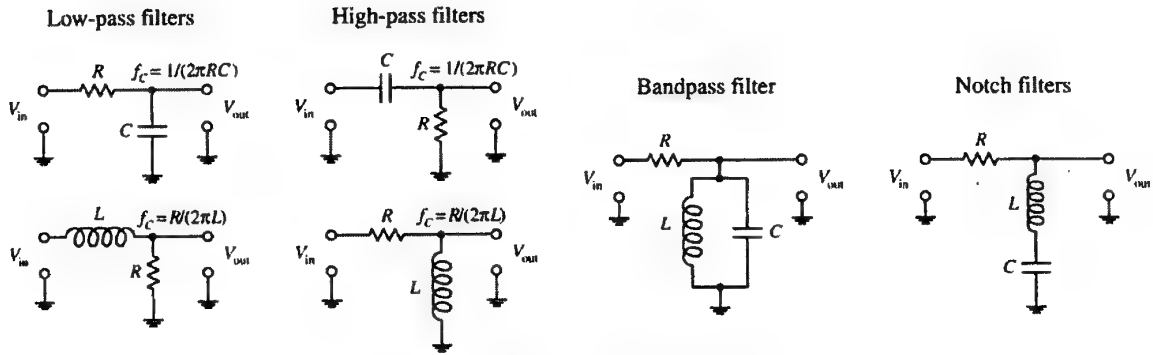 Low-pass filters
R f_C = 1/(2πRC)
V_in C V_out
L f_C = R/(2πL)
V_in R V_out
High-pass filters
C f_C = 1/(2πRC)
V_in R V_out
R f_C = R/(2πL)
V_in L V_out
Bandpass filter
R
V_in V_out
L C
Notch filters
R
V_in V_out
L
C